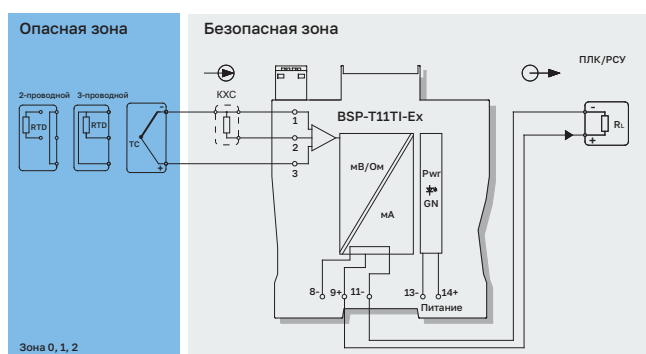 Опасная зона
Безопасная зона
ПЛК/РСУ
2-проводной
3-проводной
КХС
RTD
RTD
TC
-
+
1
2
3
BSP-T11TI-Ex
мВ/Ом
мА
Pwr
GN
-
RL
+
8-
9+
11-
13-
14+
Питание
Зона 0, 1, 2